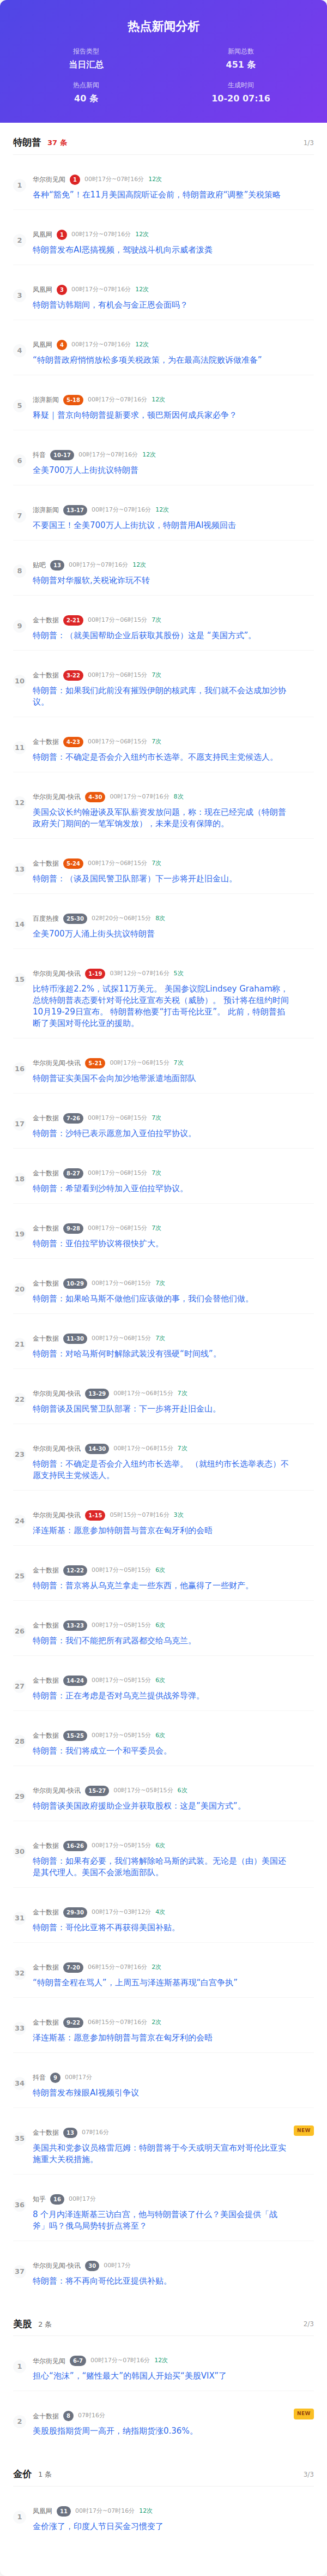 热点新闻分析
报告类型
当日汇总
新闻总数
451 条
热点新闻
40 条
生成时间
10-20 07:16
特朗普 37 条 1/3
1
华尔街见闻 1 00时17分~07时16分 12次
各种“豁免”！在11月美国高院听证会前，特朗普政府“调整”关税策略
2
凤凰网 1 00时17分~07时16分 12次
特朗普发布AI恶搞视频，驾驶战斗机向示威者泼粪
3
凤凰网 3 00时17分~07时16分 12次
特朗普访韩期间，有机会与金正恩会面吗？
4
凤凰网 4 00时17分~07时16分 12次
“特朗普政府悄悄放松多项关税政策，为在最高法院败诉做准备”
5
澎湃新闻 5-18 00时17分~07时16分 12次
释疑｜普京向特朗普提新要求，顿巴斯因何成兵家必争？
6
抖音 10-17 00时17分~07时16分 12次
全美700万人上街抗议特朗普
7
澎湃新闻 13-17 00时17分~07时16分 12次
不要国王！全美700万人上街抗议，特朗普用AI视频回击
8
贴吧 13 00时17分~07时16分 12次
特朗普对华服软,关税讹诈玩不转
9
金十数据 2-21 00时17分~06时15分 7次
特朗普：（就美国帮助企业后获取其股份）这是 “美国方式”。
10
金十数据 3-22 00时17分~06时15分 7次
特朗普：如果我们此前没有摧毁伊朗的核武库，我们就不会达成加沙协
议。
11
金十数据 4-23 00时17分~06时15分 7次
特朗普：不确定是否会介入纽约市长选举。不愿支持民主党候选人。
12
华尔街见闻-快讯 4-30 00时17分~07时16分 8次
美国众议长约翰逊谈及军队薪资发放问题，称：现在已经完成（特朗普
政府关门期间的一笔军饷发放），未来是没有保障的。
13
金十数据 5-24 00时17分~06时15分 7次
特朗普：（谈及国民警卫队部署）下一步将开赴旧金山。
14
百度热搜 25-30 02时20分~06时15分 8次
全美700万人涌上街头抗议特朗普
15
华尔街见闻-快讯 1-19 03时12分~07时16分 5次
比特币涨超2.2%，试探11万美元。 美国参议院Lindsey Graham称，
总统特朗普表态要针对哥伦比亚宣布关税（威胁）。 预计将在纽约时间
10月19-29日宣布。 特朗普称他要“打击哥伦比亚”。 此前，特朗普掐
断了美国对哥伦比亚的援助。
16
华尔街见闻-快讯 5-21 00时17分~06时15分 7次
特朗普证实美国不会向加沙地带派遣地面部队
17
金十数据 7-26 00时17分~06时15分 7次
特朗普：沙特已表示愿意加入亚伯拉罕协议。
18
金十数据 8-27 00时17分~06时15分 7次
特朗普：希望看到沙特加入亚伯拉罕协议。
19
金十数据 9-28 00时17分~06时15分 7次
特朗普：亚伯拉罕协议将很快扩大。
20
金十数据 10-29 00时17分~06时15分 7次
特朗普：如果哈马斯不做他们应该做的事，我们会替他们做。
21
金十数据 11-30 00时17分~06时15分 7次
特朗普：对哈马斯何时解除武装没有强硬“时间线”。
22
华尔街见闻-快讯 13-29 00时17分~06时15分 7次
特朗普谈及国民警卫队部署：下一步将开赴旧金山。
23
华尔街见闻-快讯 14-30 00时17分~06时15分 7次
特朗普：不确定是否会介入纽约市长选举。 （就纽约市长选举表态）不
愿支持民主党候选人。
24
华尔街见闻-快讯 1-15 05时15分~07时16分 3次
泽连斯基：愿意参加特朗普与普京在匈牙利的会晤
25
金十数据 12-22 00时17分~05时15分 6次
特朗普：普京将从乌克兰拿走一些东西，他赢得了一些财产。
26
金十数据 13-23 00时17分~05时15分 6次
特朗普：我们不能把所有武器都交给乌克兰。
27
金十数据 14-24 00时17分~05时15分 6次
特朗普：正在考虑是否对乌克兰提供战斧导弹。
28
金十数据 15-25 00时17分~05时15分 6次
特朗普：我们将成立一个和平委员会。
29
华尔街见闻-快讯 15-27 00时17分~05时15分 6次
特朗普谈美国政府援助企业并获取股权：这是“美国方式”。
30
金十数据 16-26 00时17分~05时15分 6次
特朗普：如果有必要，我们将解除哈马斯的武装。无论是（由）美国还
是其代理人。美国不会派地面部队。
31
金十数据 29-30 00时17分~03时12分 4次
特朗普：哥伦比亚将不再获得美国补贴。
32
金十数据 7-20 06时15分~07时16分 2次
“特朗普全程在骂人”，上周五与泽连斯基再现“白宫争执”
33
金十数据 9-22 06时15分~07时16分 2次
泽连斯基：愿意参加特朗普与普京在匈牙利的会晤
34
抖音 9 00时17分
特朗普发布辣眼AI视频引争议
35
金十数据 13 07时16分 NEW
美国共和党参议员格雷厄姆：特朗普将于今天或明天宣布对哥伦比亚实
施重大关税措施。
36
知乎 16 00时17分
8 个月内泽连斯基三访白宫，他与特朗普谈了什么？美国会提供「战
斧」吗？俄乌局势转折点将至？
37
华尔街见闻-快讯 30 00时17分
特朗普：将不再向哥伦比亚提供补贴。
美股 2 条 2/3
1
华尔街见闻 6-7 00时17分~07时16分 12次
担心“泡沫”，“赌性最大”的韩国人开始买“美股VIX”了
2
金十数据 8 07时16分 NEW
美股股指期货周一高开，纳指期货涨0.36%。
金价 1 条 3/3
1
凤凰网 11 00时17分~07时16分 12次
金价涨了，印度人节日买金习惯变了